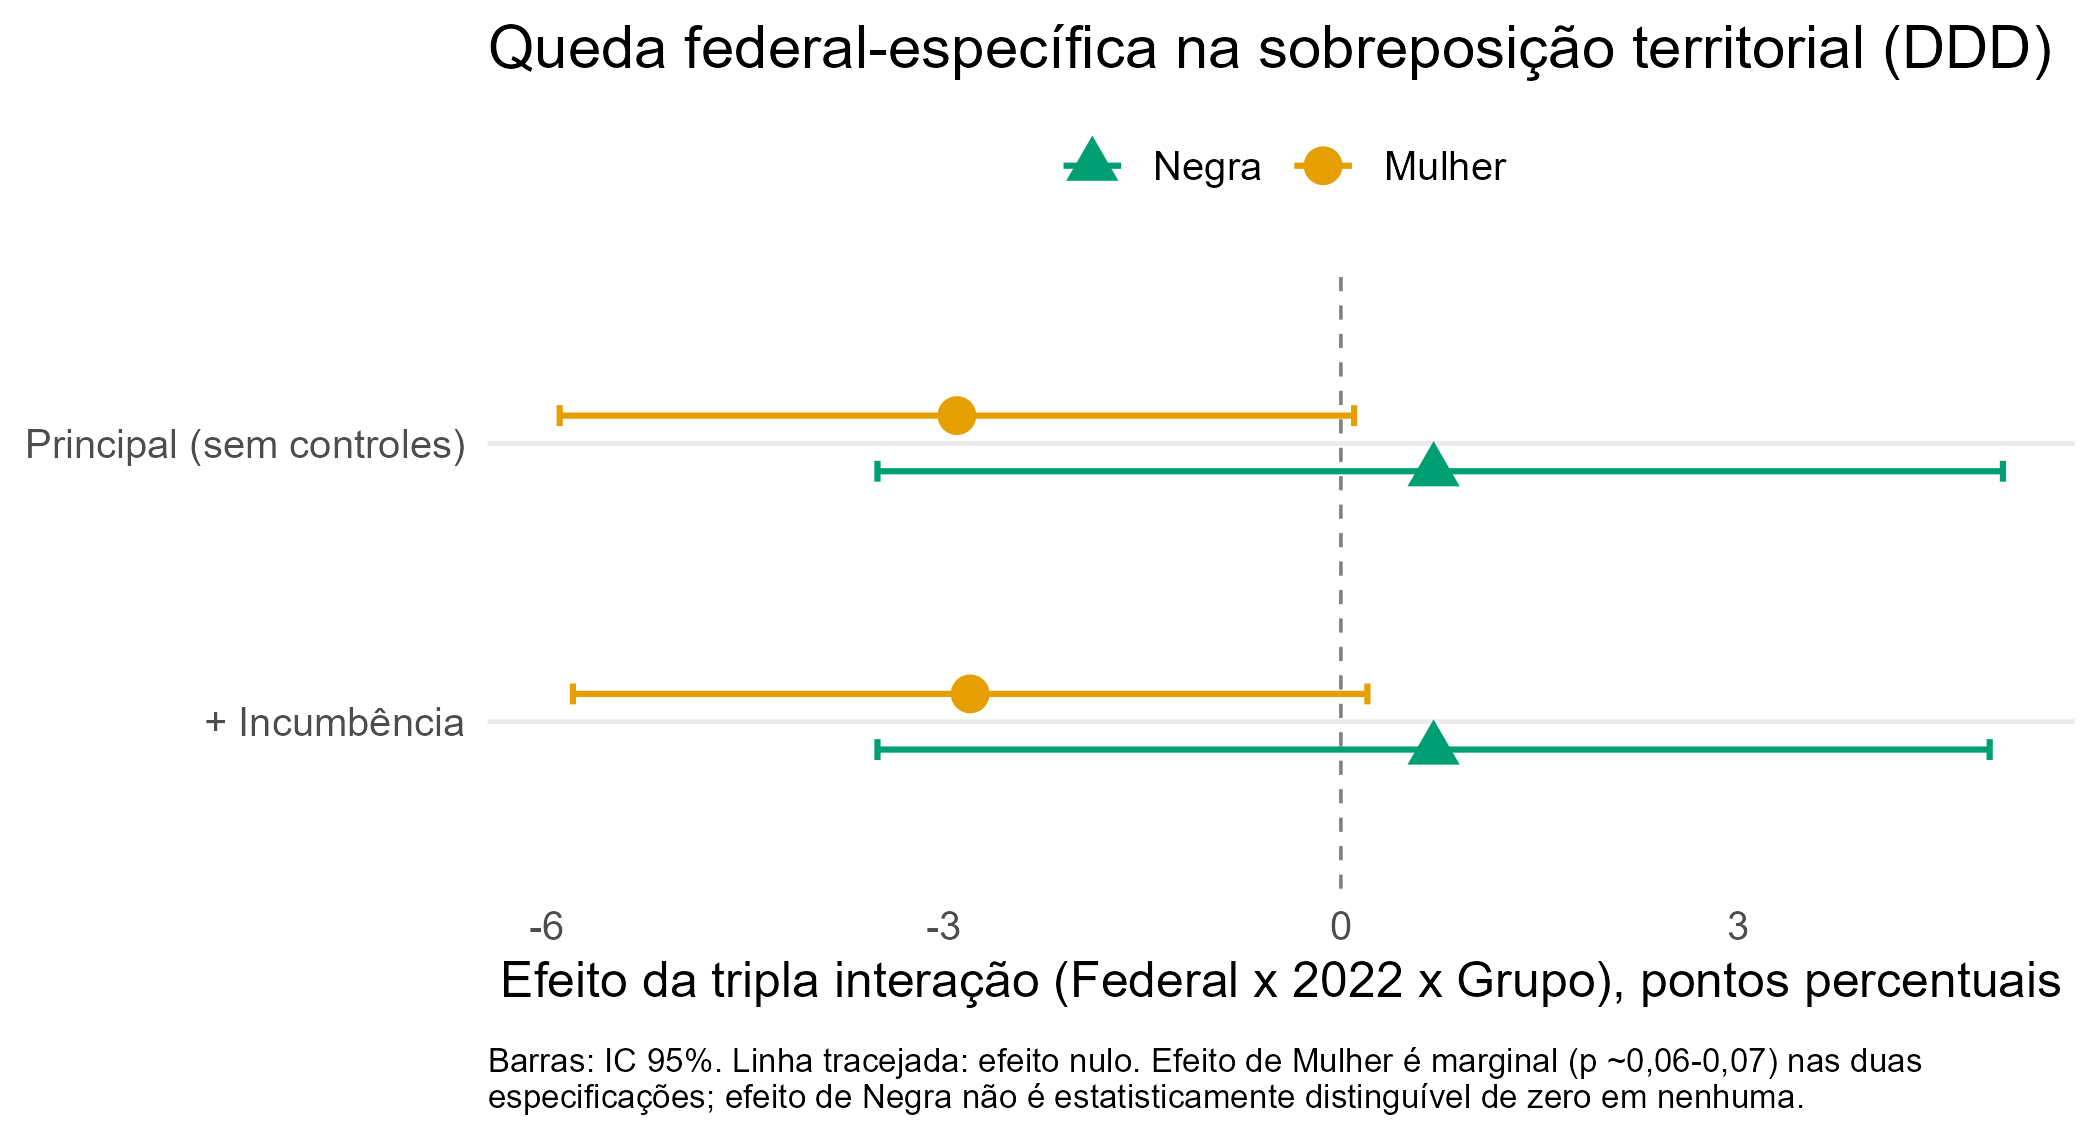 Queda federal-específica na sobreposição territorial (DDD)
Negra
Mulher
Principal (sem controles)
+ Incumbência
-6
-3
0
3
Efeito da tripla interação (Federal x 2022 x Grupo), pontos percentuais
Barras: IC 95%. Linha tracejada: efeito nulo. Efeito de Mulher é marginal (p ~0,06-0,07) nas duas
especificações; efeito de Negra não é estatisticamente distinguível de zero em nenhuma.